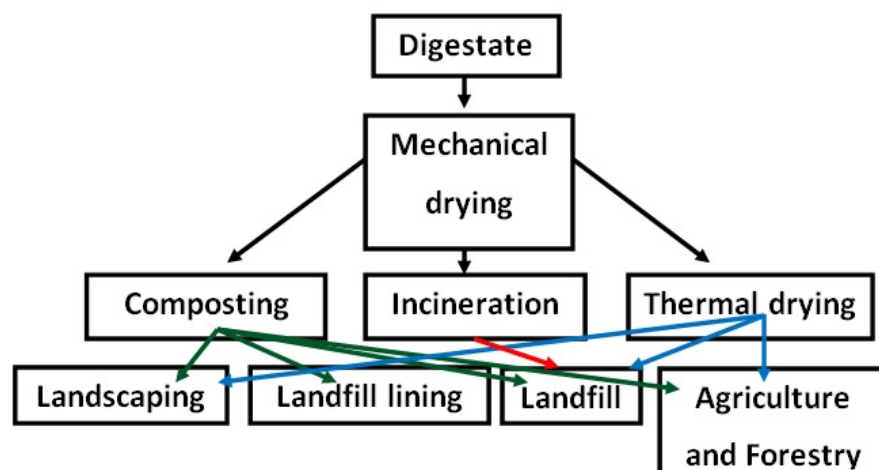 Digestate
Mechanical
drying
Composting
Incineration
Thermal drying
Landscaping
Landfill lining
Landfill
Agriculture
and Forestry